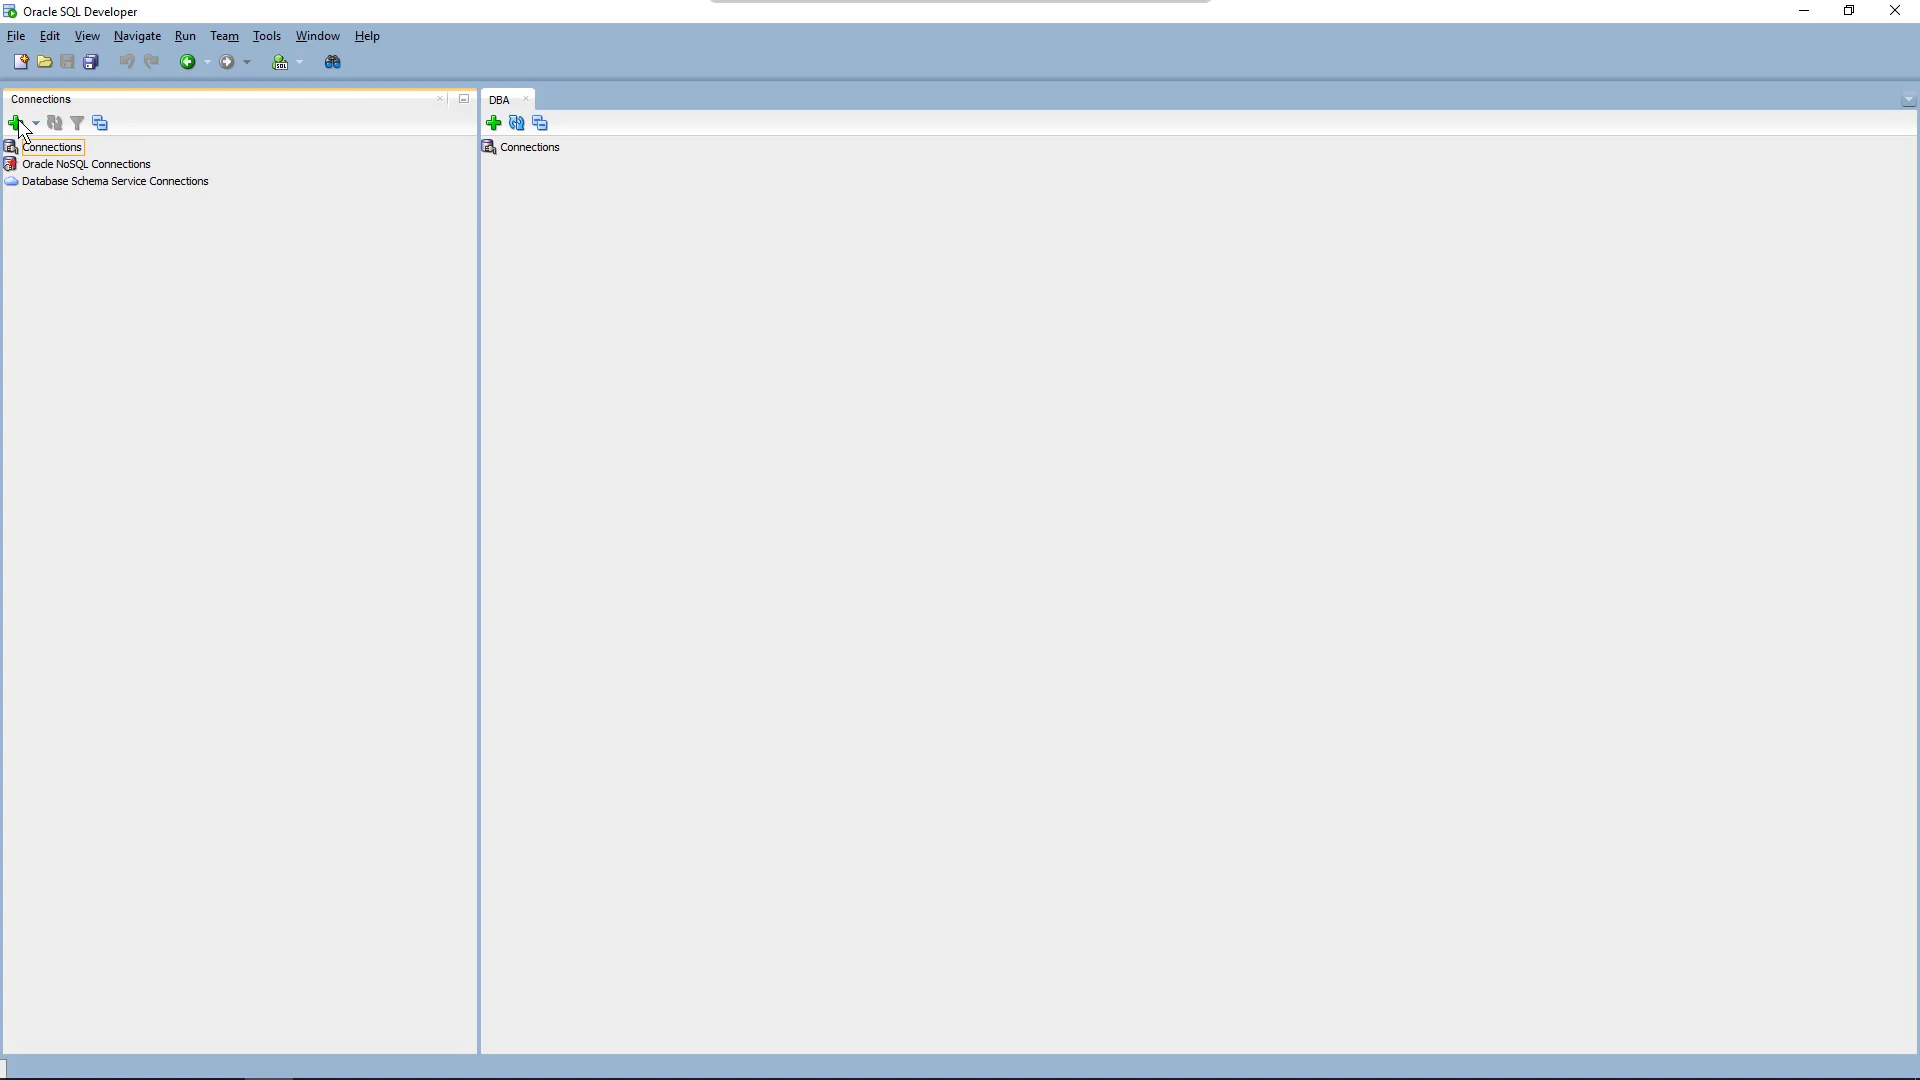 Oracle SQL Developer
File Edit View Navigate Run Team Tools Window Help
Connections
Connections
Oracle NoSQL Connections
Database Schema Service Connections
DBA
Connections